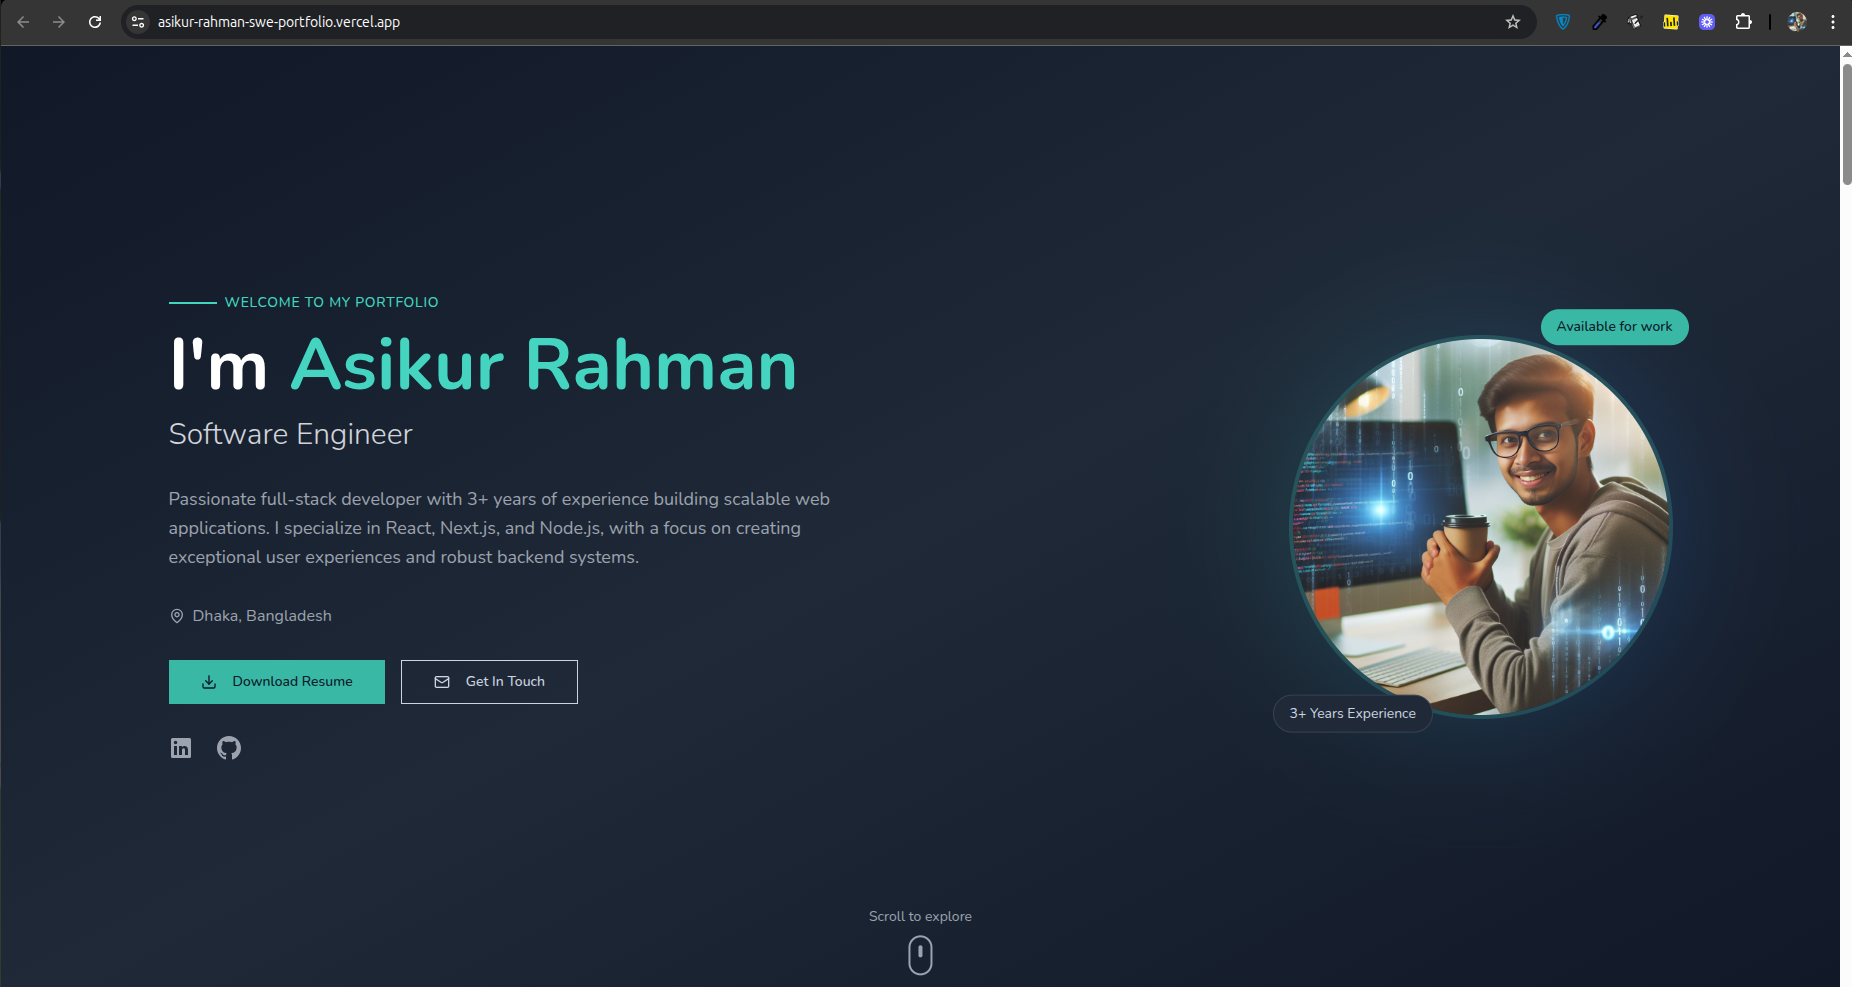 asikur-rahman-swe-portfolio.vercel.app
WELCOME TO MY PORTFOLIO
I'm Asikur Rahman
Software Engineer
Passionate full-stack developer with 3+ years of experience building scalable web
applications. I specialize in React, Next.js, and Node.js, with a focus on creating
exceptional user experiences and robust backend systems.
Dhaka, Bangladesh
Download Resume
Get In Touch
Available for work
3+ Years Experience
Scroll to explore